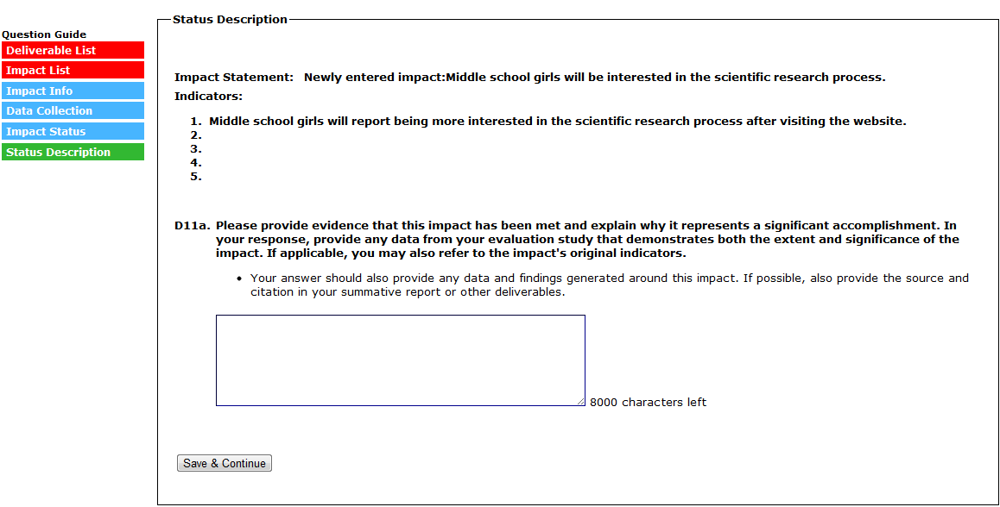 Status Description
Question Guide
Deliverable List
Impact List
Impact Info
Data Collection
Impact Status
Status Description
Impact Statement: Newly entered impact:Middle school girls will be interested in the scientific research process.
Indicators:
1. Middle school girls will report being more interested in the scientific research process after visiting the website.
2.
3.
4.
5.
D11a. Please provide evidence that this impact has been met and explain why it represents a significant accomplishment. In
your response, provide any data from your evaluation study that demonstrates both the extent and significance of the
impact. If applicable, you may also refer to the impact's original indicators.
• Your answer should also provide any data and findings generated around this impact. If possible, also provide the source and
citation in your summative report or other deliverables.
8000 characters left
Save & Continue